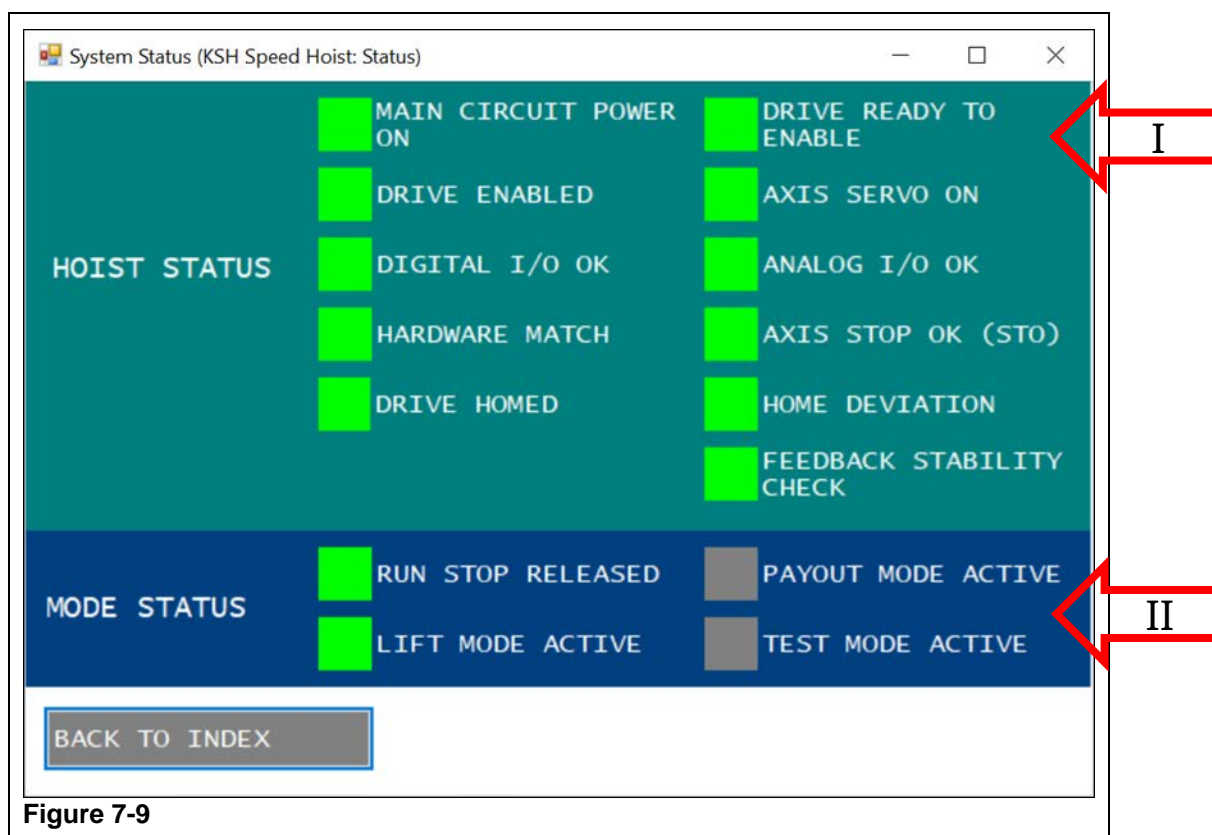 System Status (KSH Speed Hoist: Status)
MAIN CIRCUIT POWER
ON
DRIVE READY TO
ENABLE
I
DRIVE ENABLED
AXIS SERVO ON
HOIST STATUS
DIGITAL I/O OK
ANALOG I/O OK
HARDWARE MATCH
AXIS STOP OK (STO)
DRIVE HOMED
HOME DEVIATION
FEEDBACK STABILITY
CHECK
MODE STATUS
RUN STOP RELEASED
PAYOUT MODE ACTIVE
II
LIFT MODE ACTIVE
TEST MODE ACTIVE
BACK TO INDEX
Figure 7-9